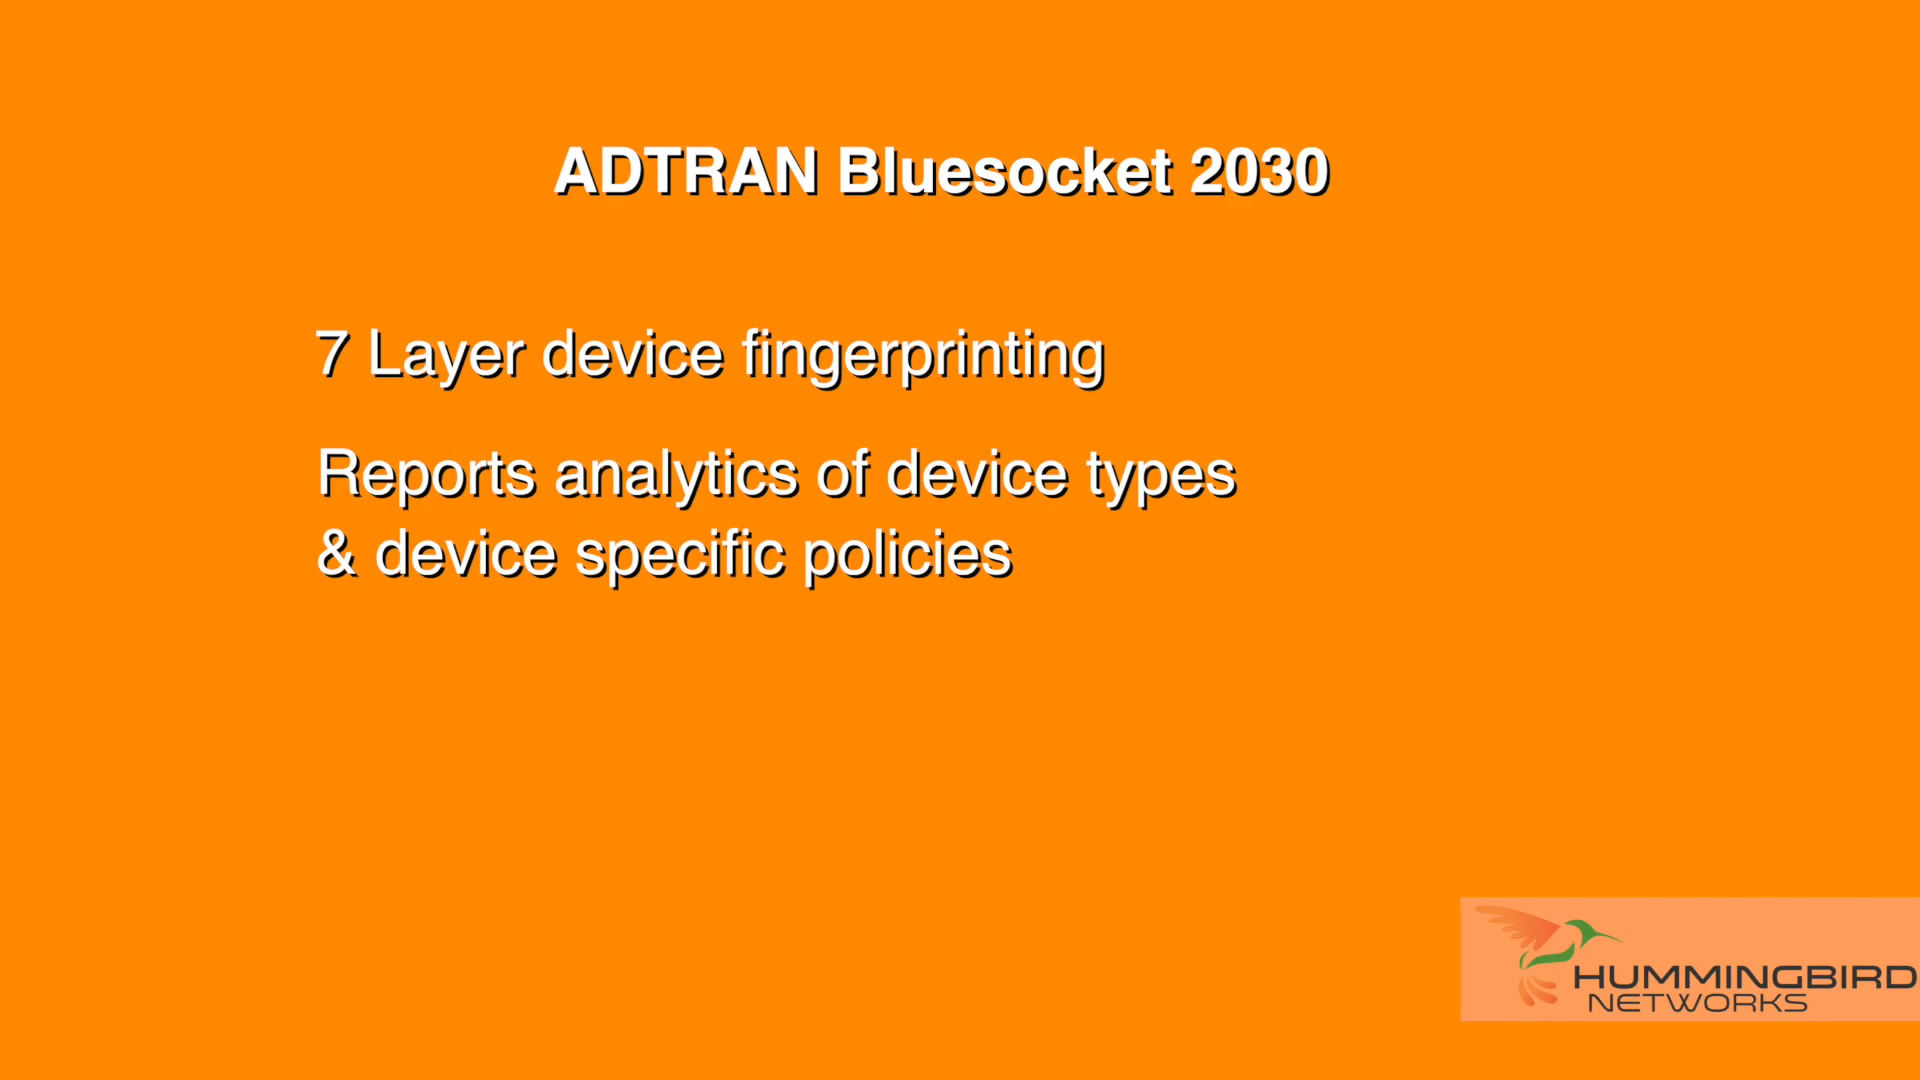 ADTRAN Bluesocket 2030
7 Layer device fingerprinting
Reports analytics of device types
& device specific policies
HUMMINGBIRD
NETWORKS